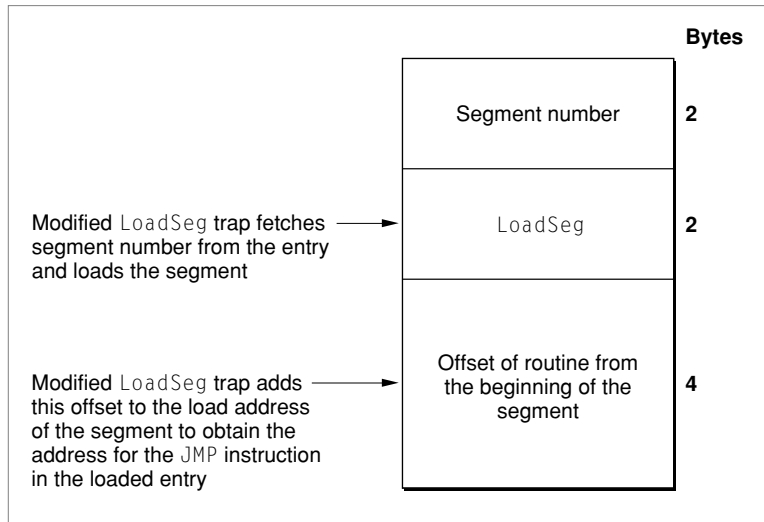 Bytes
Segment number
2
Modified LoadSeg trap fetches
segment number from the entry
and loads the segment
LoadSeg
2
Modified LoadSeg trap adds
this offset to the load address
of the segment to obtain the
address for the JMP instruction
in the loaded entry
Offset of routine from
the beginning of the
segment
4